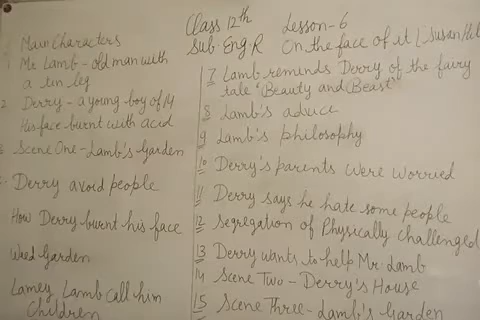 Class 12th Lesson-6
Sub-Eng.R On the face of it [Susan Hil
Main Characters
1 Mr Lamb - old man with
a tin leg
2. Derry - a young boy of 14
His face burnt with acid
Scene One - Lamb's Garden
Derry avoid people
How Derry burnt his face
Weed Garden
Lamey Lamb call him
Children
7 Lamb reminds Derry of the fairy
tale "Beauty and Beast"
8 Lamb's advice
9 Lamb's philosophy
10 Derry's parents were worried
11 Derry says he hate some people
12 Segregation of Physically challenged
13 Derry wants to help Mr. Lamb
14 Scene Two - Derry's House
15 Scene Three - Lamb's Garden